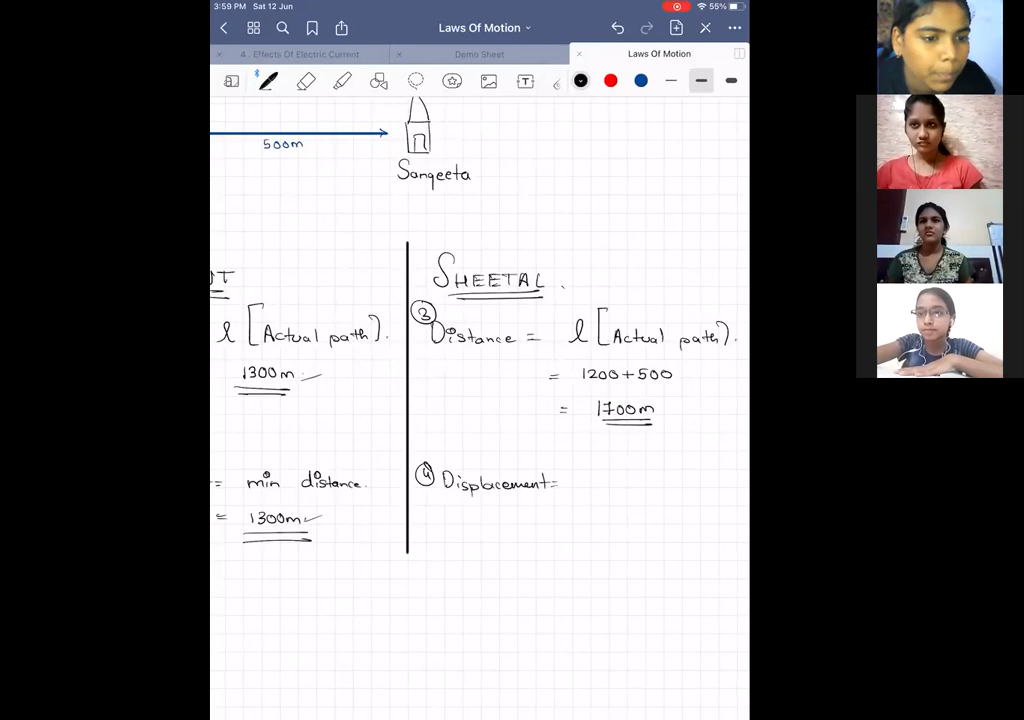 3:59 PM Sat 12 Jun
55%
Laws Of Motion
4 . Effects Of Electric Current
Demo Sheet
Laws Of Motion
T
500m
Sangeeta
SHEETAL .
l [Actual path).
1300m
= min distance.
= 1300m
③ Distance = l [Actual path).
= 1200+500
= 1700m
④ Displacement=